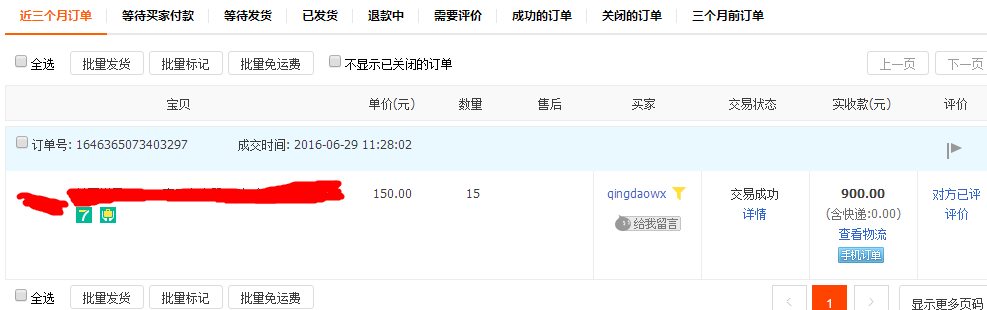 近三个月订单 等待买家付款 等待发货 已发货 退款中 需要评价 成功的订单 关闭的订单 三个月前订单
全选 批量发货 批量标记 批量免运费 不显示已关闭的订单 上一页 下一页
宝贝 单价(元) 数量 售后 买家 交易状态 实收款(元) 评价
订单号: 1646365073403297 成交时间: 2016-06-29 11:28:02
150.00 15 qingdaowx 交易成功 900.00 对方已评
7 给我留言 详情 (含快递:0.00) 评价
查看物流
手机订单
全选 批量发货 批量标记 批量免运费 < 1 > 显示更多页码